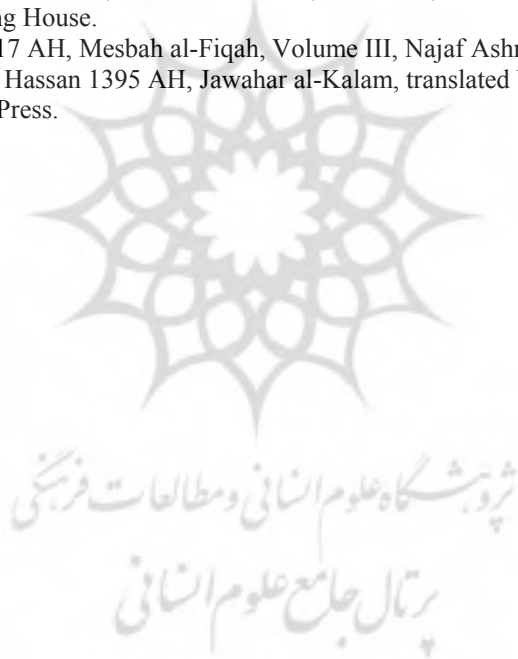 ng House.
17 AH, Mesbah al-Fiqah, Volume III, Najaf Ashr
Hassan 1395 AH, Jawahar al-Kalam, translated
Press.
پژوهشگاه علوم انسانی و مطالعات فرهنگی
پرتال جامع علوم انسانی